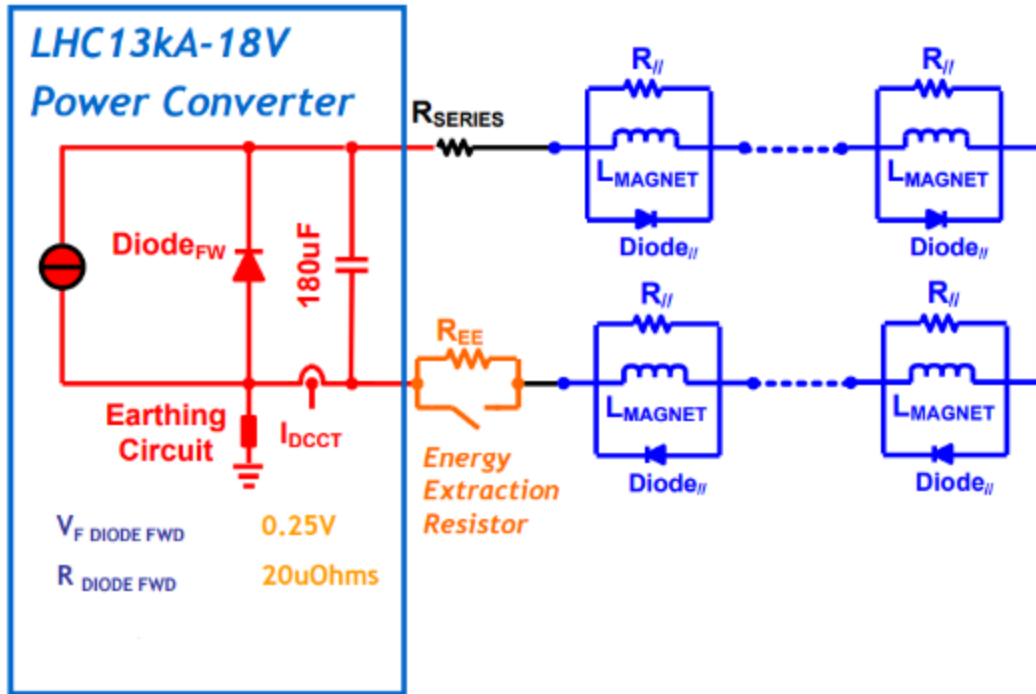 LHC13kA-18V
Power Converter
R//
R//
RSERIES
LMAGNET
LMAGNET
DiodeFW
180uF
Diode//
Diode//
R//
R//
REE
LMAGNET
LMAGNET
Earthing
Circuit
IDCCT
Diode//
Diode//
Energy
Extraction
Resistor
VF DIODE FWD 0.25V
R DIODE FWD 20uOhms